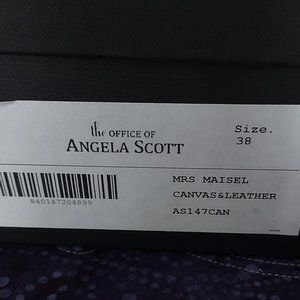 the OFFICE OF
ANGELA SCOTT
Size.
38
MRS MAISEL
CANVAS&LEATHER
AS147CAN
840147204899